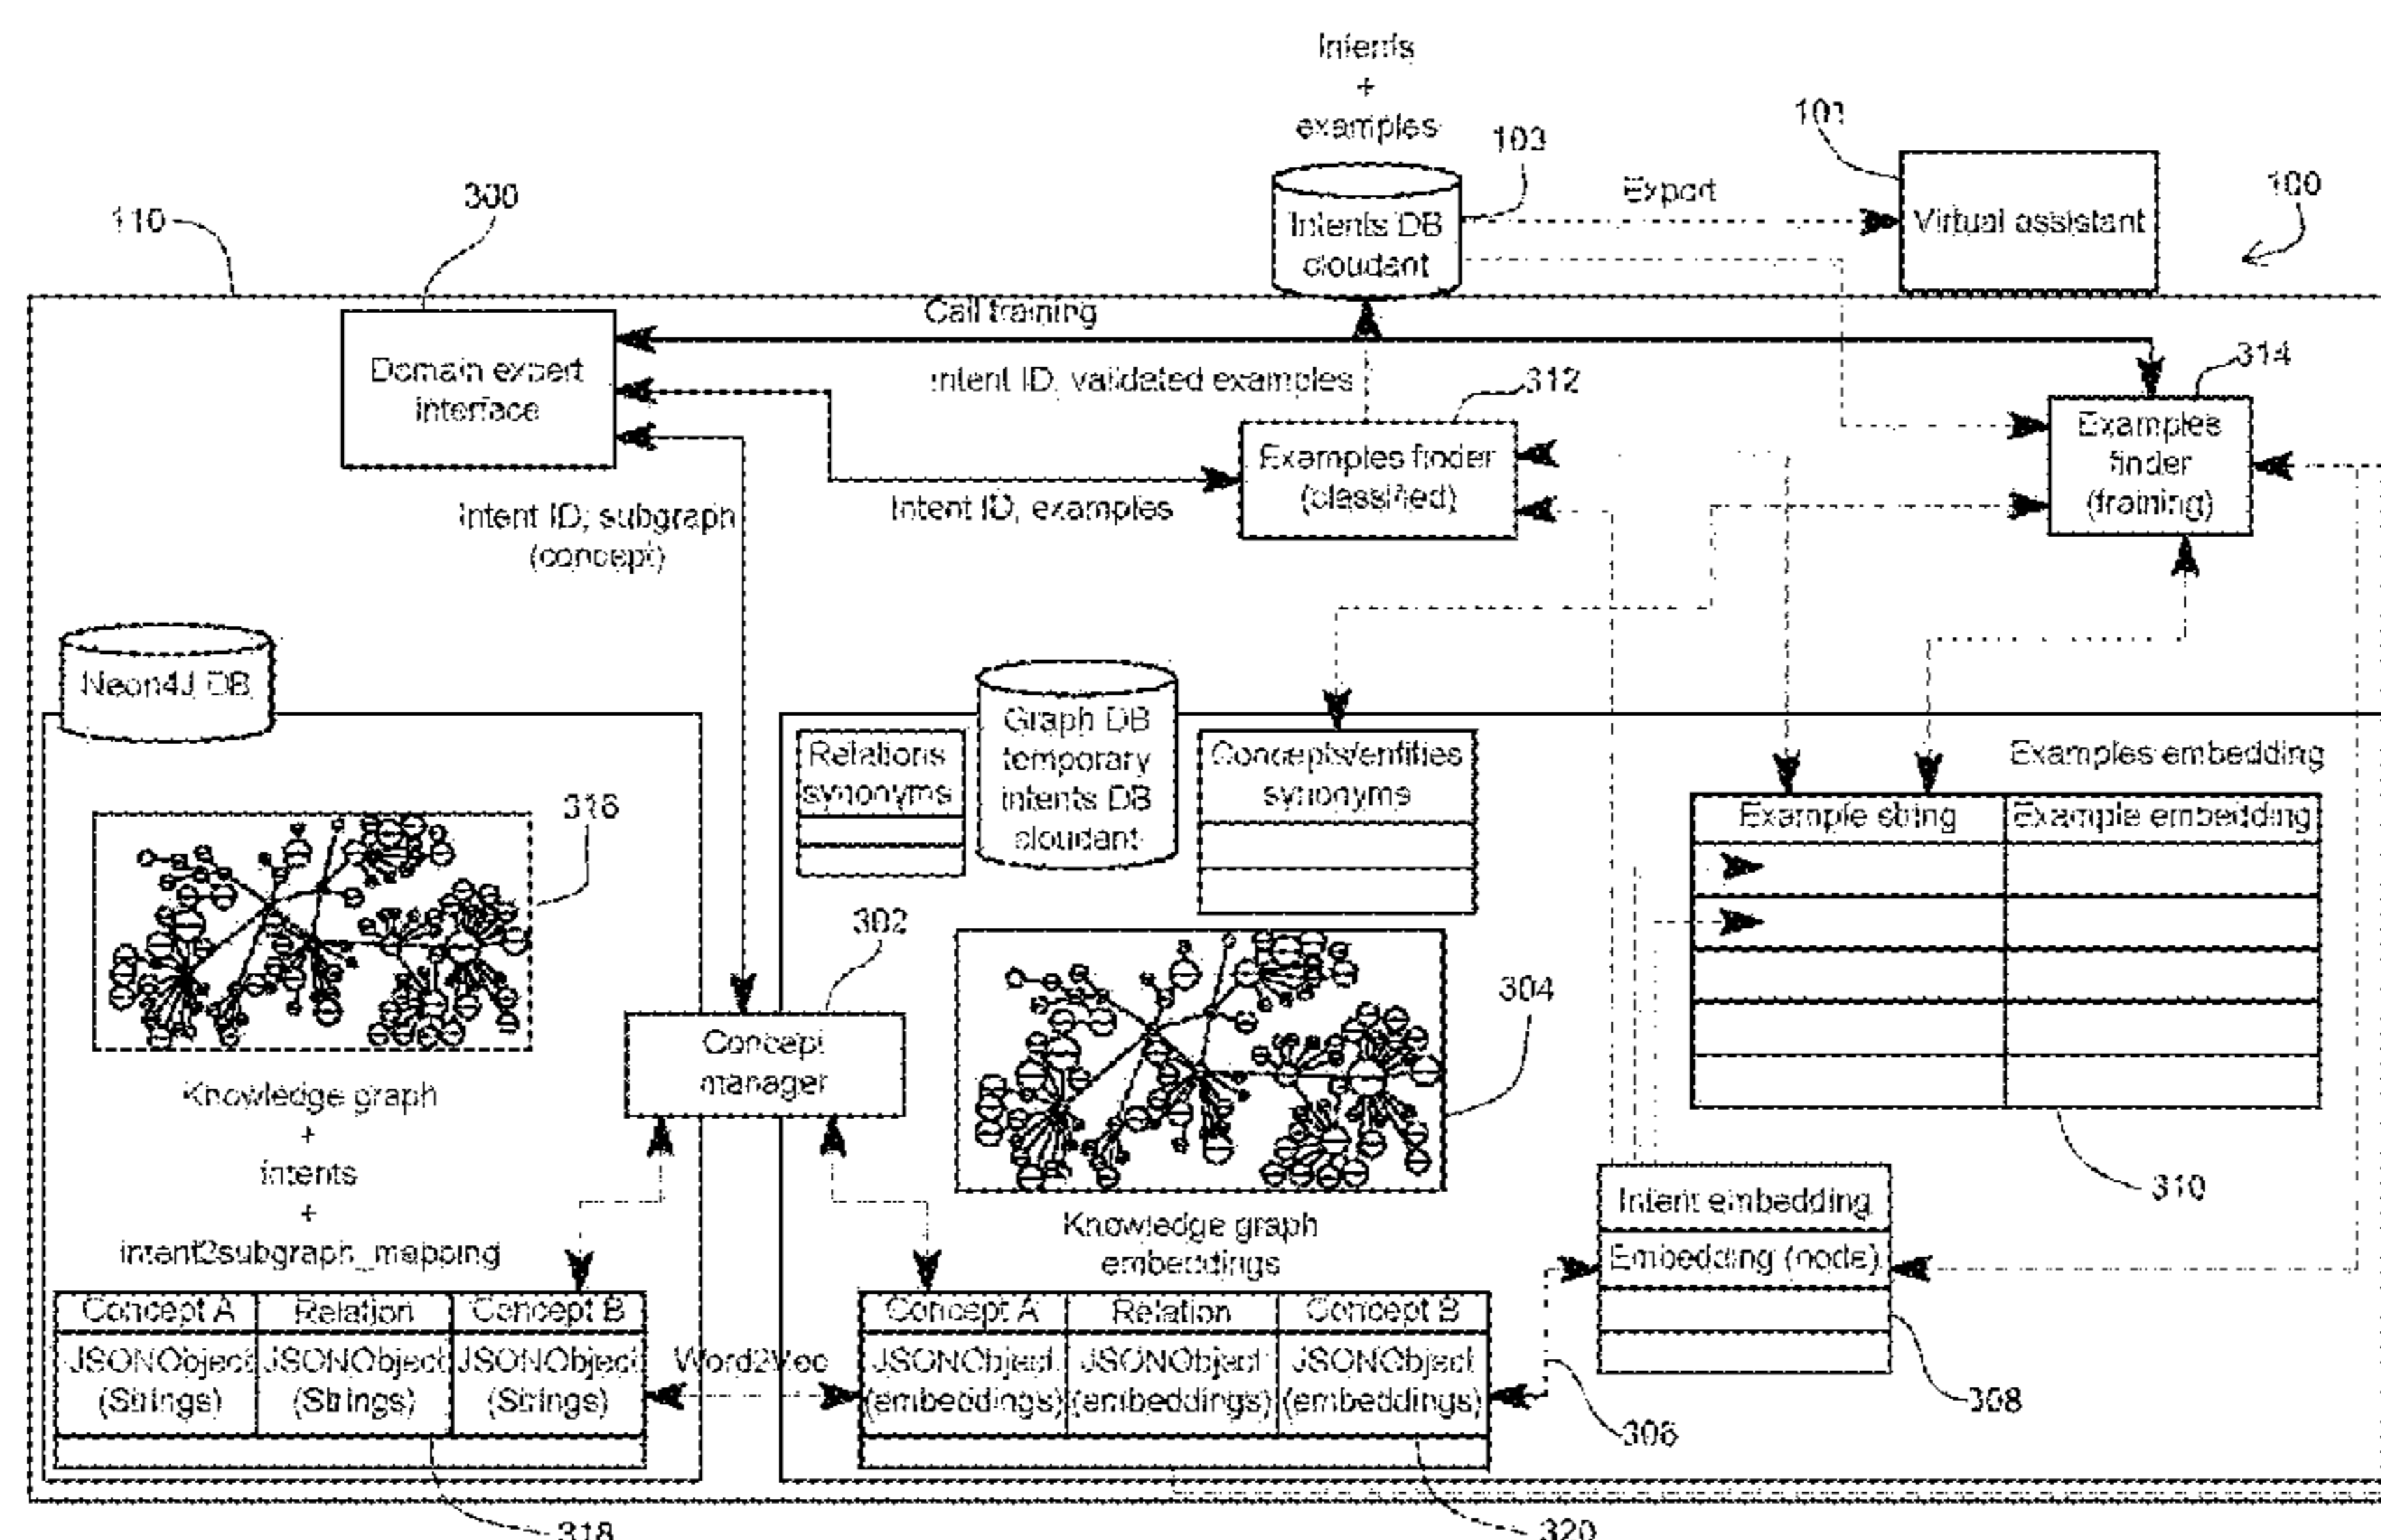 Intents
+
examples
103
101
Export
100
Intents DB
cloudant
Virtual assistant
300
110
Call training
Domain expert
interface
Intent ID, validated examples
312
314
Examples finder
(classified)
Examples
finder
(training)
Intent ID, subgraph
(concept)
Intent ID, examples
Neon4J DB
Graph DB
temporary
intents DB
cloudant
Relations
synonyms
Concepts/entities
synonyms
Examples embedding
Example string
Example embedding
316
302
304
Concept
manager
Knowledge graph
+
intents
+
intent2subgraph_mapping
Knowledge graph
embeddings
310
Intent embedding
Embedding (node)
Concept A
Relation
Concept B
JSONObject
(Strings)
JSONObject
(Strings)
JSONObject
(Strings)
Word2Vec
Concept A
Relation
Concept B
JSONObject
(embeddings)
JSONObject
(embeddings)
JSONObject
(embeddings)
306
308
318
320